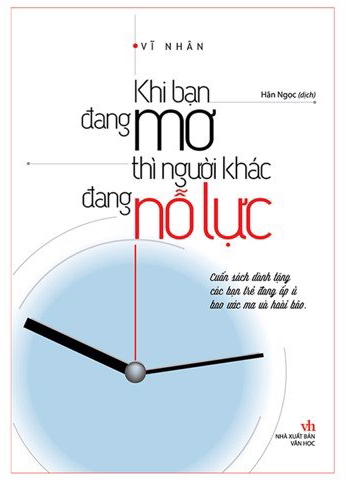 VĨ NHÂN
Khi bạn
Hân Ngọc (dịch)
đang mơ
thì người khác
đang nỗ lực
Cuốn sách dành tặng
các bạn trẻ đang ấp ủ
bao ước mơ và hoài bão.
vh
NHÀ XUẤT BẢN
VĂN HỌC